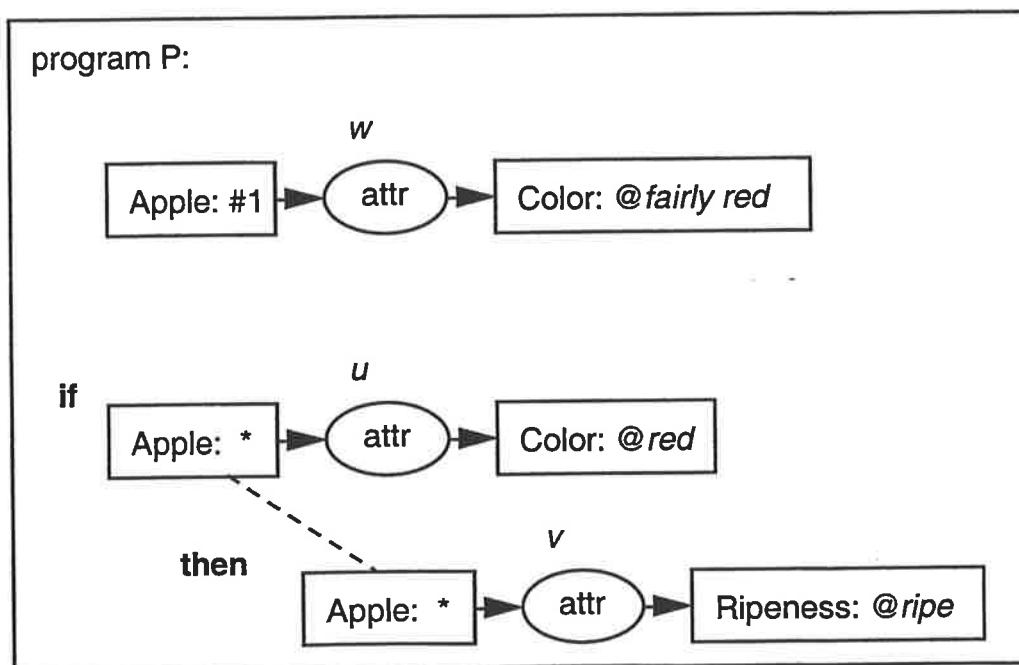 program P:
w
Apple: #1 attr Color: @fairly red
u
if
Apple: * attr Color: @red
v
then
Apple: * attr Ripeness: @ripe